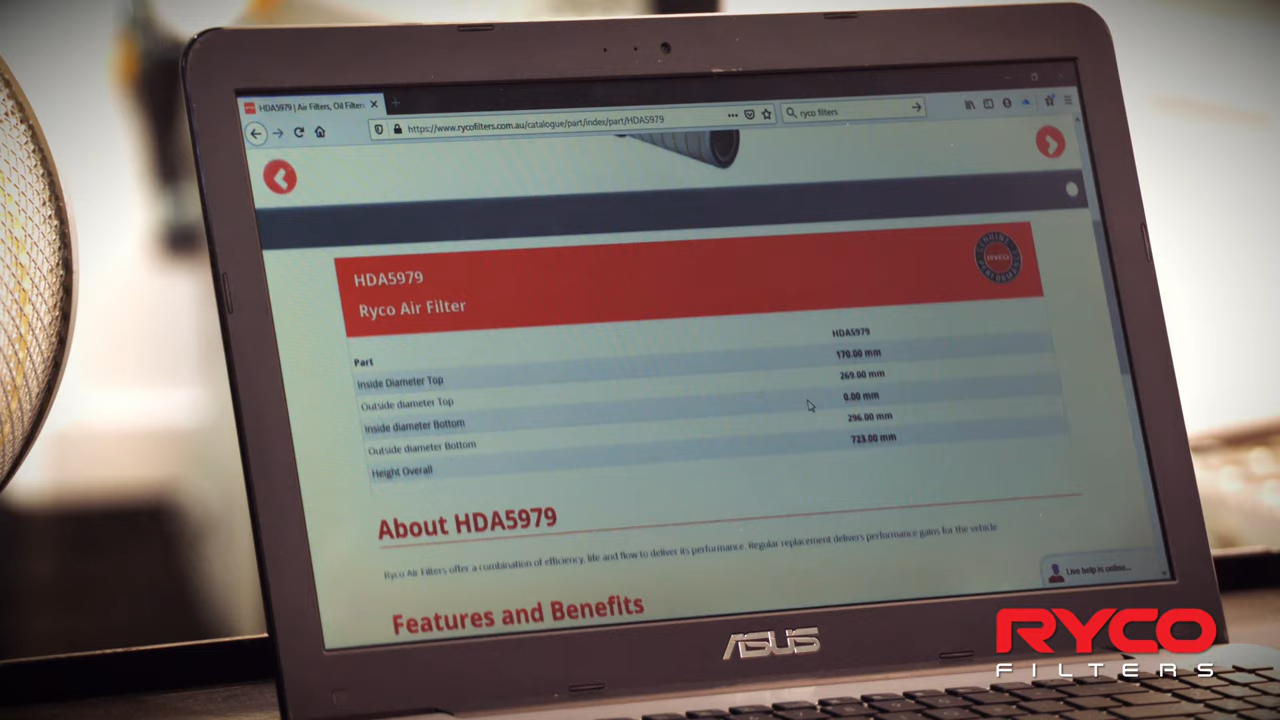 HDA5979 | Air Filters, Oil Filter
https://www.rycofilters.com.au/catalogue/part/index/part/HDA5979
ryco filters
HDA5979
Ryco Air Filter
RYCO
Part HDA5979
Inside Diameter Top 170.00 mm
Outside diameter Top 269.00 mm
Inside diameter Bottom 0.00 mm
Outside diameter Bottom 296.00 mm
Height Overall 723.00 mm
About HDA5979
Ryco Air Filters offer a combination of efficiency, life and flow to deliver its performance. Regular replacement delivers performance gains for the vehicle
Features and Benefits
Live help is online...
ASUS
RYCO
FILTERS